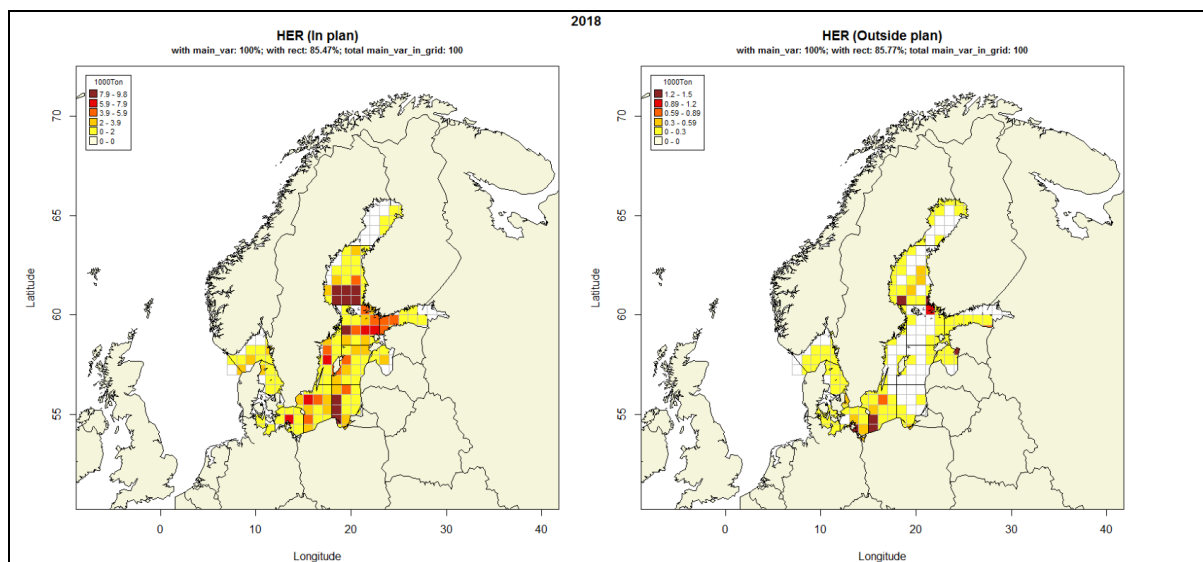 2018
HER (In plan)
with main_var: 100%; with rect: 85.47%; total main_var_in_grid: 100
1000Ton
7.9 - 9.8
5.9 - 7.9
3.9 - 5.9
2 - 3.9
0 - 2
0 - 0
Latitude
70
65
60
55
0
10
20
30
40
Longitude
HER (Outside plan)
with main_var: 100%; with rect: 85.77%; total main_var_in_grid: 100
1000Ton
1.2 - 1.5
0.89 - 1.2
0.59 - 0.89
0.3 - 0.59
0 - 0.3
0 - 0
Latitude
70
65
60
55
0
10
20
30
40
Longitude